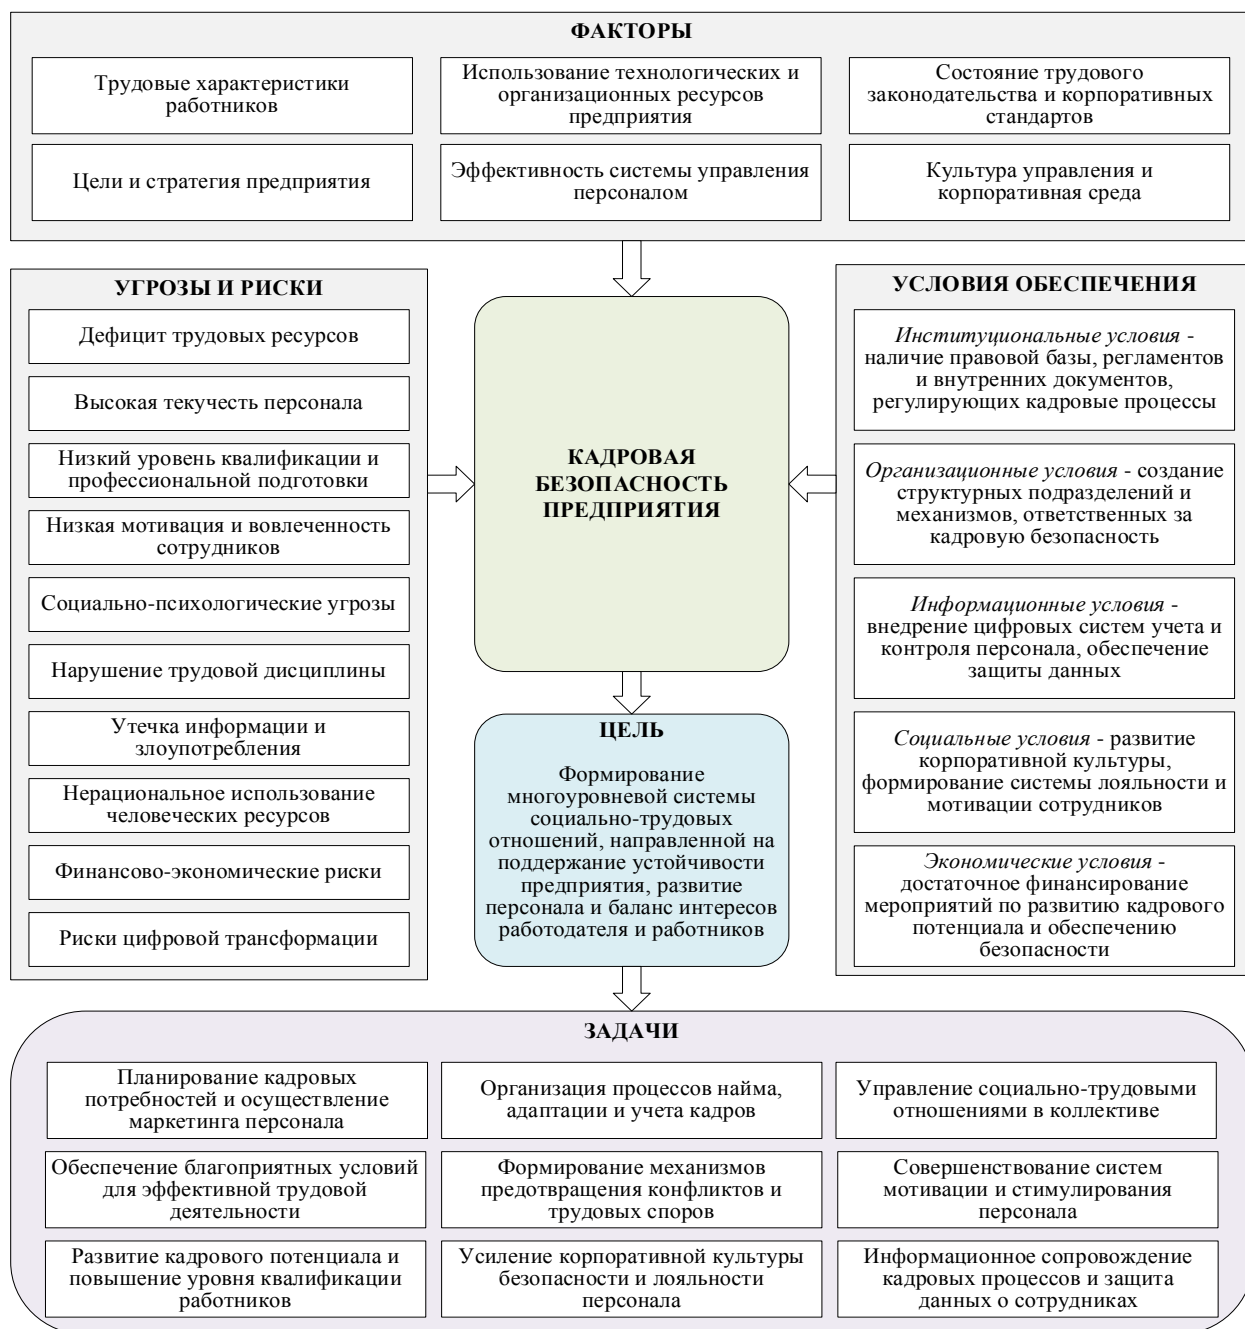 ФАКТОРЫ
Трудовые характеристики
работников
Использование технологических и
организационных ресурсов
предприятия
Состояние трудового
законодательства и корпоративных
стандартов
Цели и стратегия предприятия
Эффективность системы управления
персоналом
Культура управления и
корпоративная среда
УГРОЗЫ И РИСКИ
Дефицит трудовых ресурсов
Высокая текучесть персонала
Низкий уровень квалификации и
профессиональной подготовки
Низкая мотивация и вовлеченность
сотрудников
Социально-психологические угрозы
Нарушение трудовой дисциплины
Утечка информации и
злоупотребления
Нерациональное использование
человеческих ресурсов
Финансово-экономические риски
Риски цифровой трансформации
КАДРОВАЯ
БЕЗОПАСНОСТЬ
ПРЕДПРИЯТИЯ
ЦЕЛЬ
Формирование
многоуровневой системы
социально-трудовых
отношений, направленной на
поддержание устойчивости
предприятия, развитие
персонала и баланс интересов
работодателя и работников
УСЛОВИЯ ОБЕСПЕЧЕНИЯ
Институциональные условия -
наличие правовой базы, регламентов
и внутренних документов,
регулирующих кадровые процессы
Организационные условия - создание
структурных подразделений и
механизмов, ответственных за
кадровую безопасность
Информационные условия -
внедрение цифровых систем учета и
контроля персонала, обеспечение
защиты данных
Социальные условия - развитие
корпоративной культуры,
формирование системы лояльности и
мотивации сотрудников
Экономические условия -
достаточное финансирование
мероприятий по развитию кадрового
потенциала и обеспечению
безопасности
ЗАДАЧИ
Планирование кадровых
потребностей и осуществление
маркетинга персонала
Организация процессов найма,
адаптации и учета кадров
Управление социально-трудовыми
отношениями в коллективе
Обеспечение благоприятных условий
для эффективной трудовой
деятельности
Формирование механизмов
предотвращения конфликтов и
трудовых споров
Совершенствование систем
мотивации и стимулирования
персонала
Развитие кадрового потенциала и
повышение уровня квалификации
работников
Усиление корпоративной культуры
безопасности и лояльности
персонала
Информационное сопровождение
кадровых процессов и защита
данных о сотрудниках